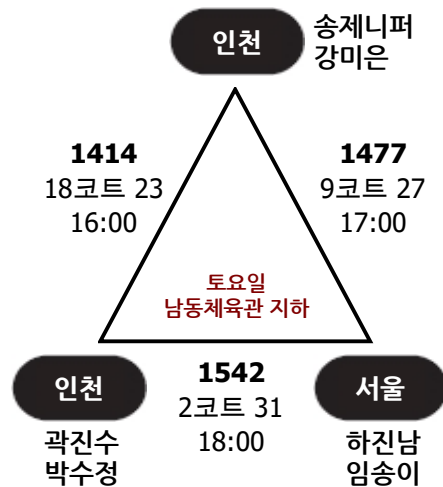 인천
송제니퍼
강미은
1414
18코트 23
16:00
1477
9코트 27
17:00
토요일
남동체육관 지하
인천
곽진수
박수정
1542
2코트 31
18:00
서울
하진남
임송이